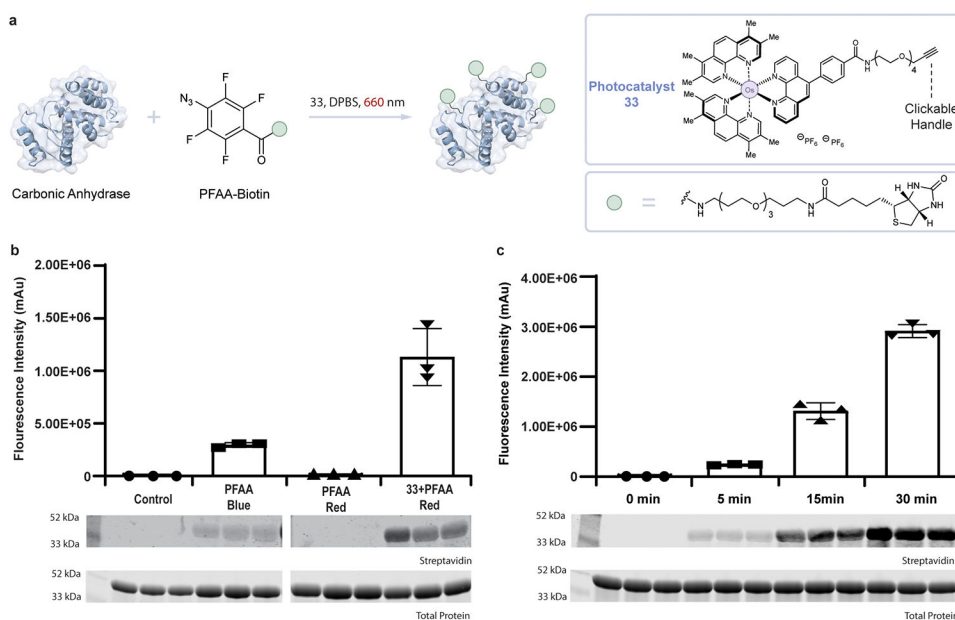 a
N3
F
F
F
F
O
+
33, DPBS, 660 nm
Carbonic Anhydrase
PFAA-Biotin
Photocatalyst
33
Me
Me
Me
Me
Me
Me
Me
Me
N
N
N
N
N
N
Os
O
N
H
O
4
⊖PF6 ⊖PF6
Clickable
Handle
=
N
H
O
3
N
H
O
S
H
H
HN
NH
O
b
Flourescence Intensity (mAu)
2.00E+06
1.50E+06
1.00E+06
5.00E+05
0
Control
PFAA
Blue
PFAA
Red
33+PFAA
Red
52 kDa
33 kDa
Streptavidin
52 kDa
33 kDa
Total Protein
c
Fluorescence Intensity (mAu)
4.00E+06
3.00E+06
2.00E+06
1.00E+06
0
0 min
5 min
15min
30 min
52 kDa
33 kDa
Streptavidin
52 kDa
33 kDa
Total Protein